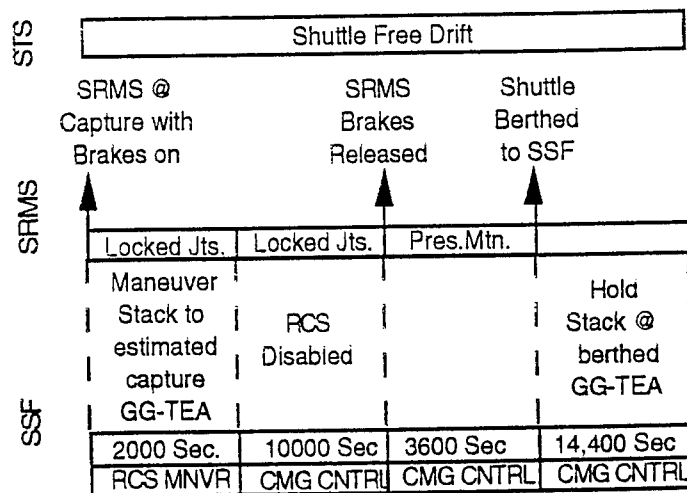 STS
Shuttle Free Drift
SRMS @
Capture with
Brakes on
SRMS
Brakes
Released
Shuttle
Berthed
to SSF
SRMS
Locked Jts.
Locked Jts.
Pres.Mtn.
Maneuver
Stack to
estimated
capture
GG-TEA
RCS
Disabled
Hold
Stack @
berthed
GG-TEA
SSF
2000 Sec.
10000 Sec
3600 Sec.
14,400 Sec
RCS MNVR
CMG CNTRL
CMG CNTRL
CMG CNTRL